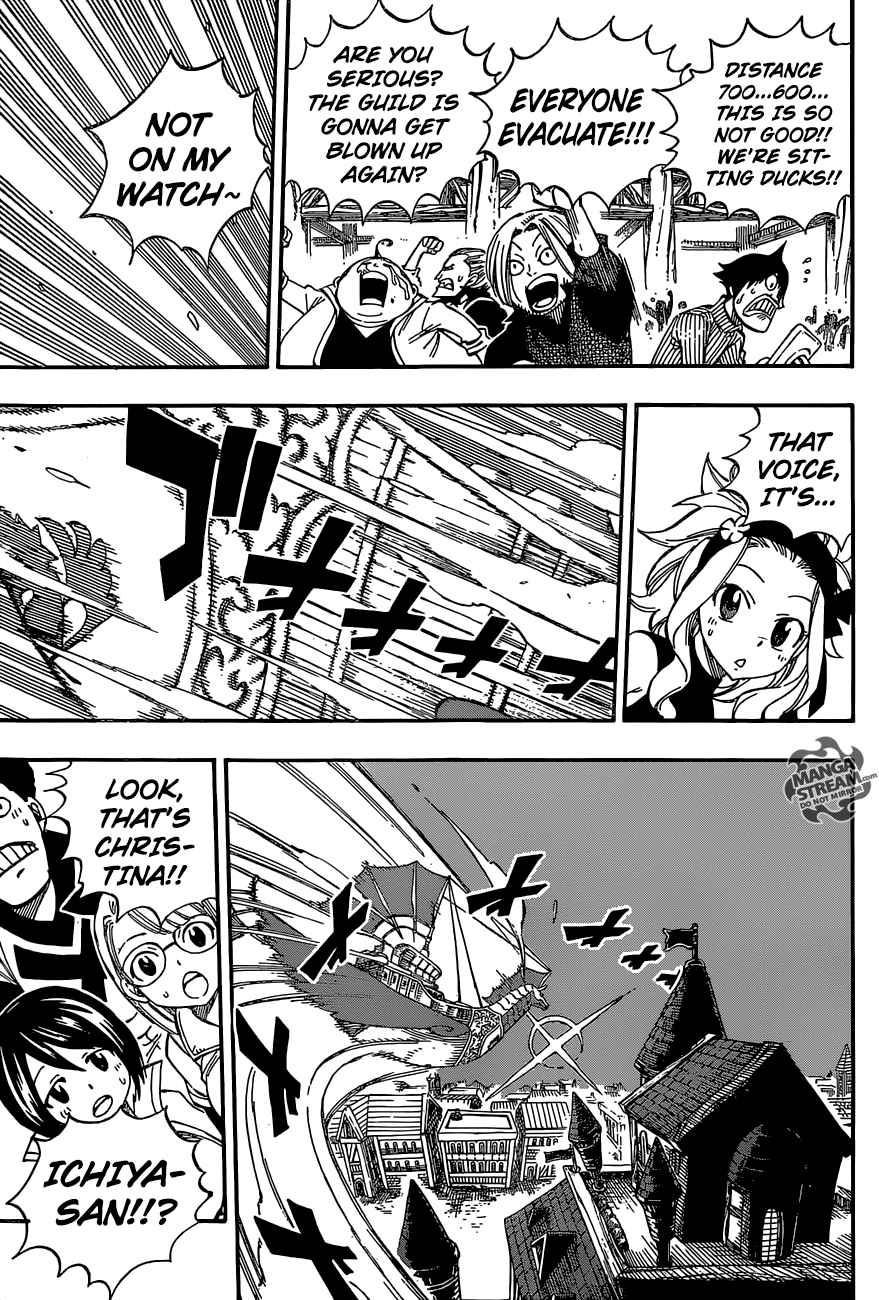 DISTANCE
700...600...
THIS IS SO
NOT GOOD!!
WE'RE SIT-
TING DUCKS!!
EVERYONE
EVACUATE!!!
ARE YOU
SERIOUS?
THE GUILD IS
GONNA GET
BLOWN UP
AGAIN?
NOT
ON MY
WATCH~
THAT
VOICE,
IT'S...
MANGA
STREAM.com
DO NOT MIRROR
LOOK,
THAT'S
CHRIS-
TINA!!
ICHIYA-
SAN!!?